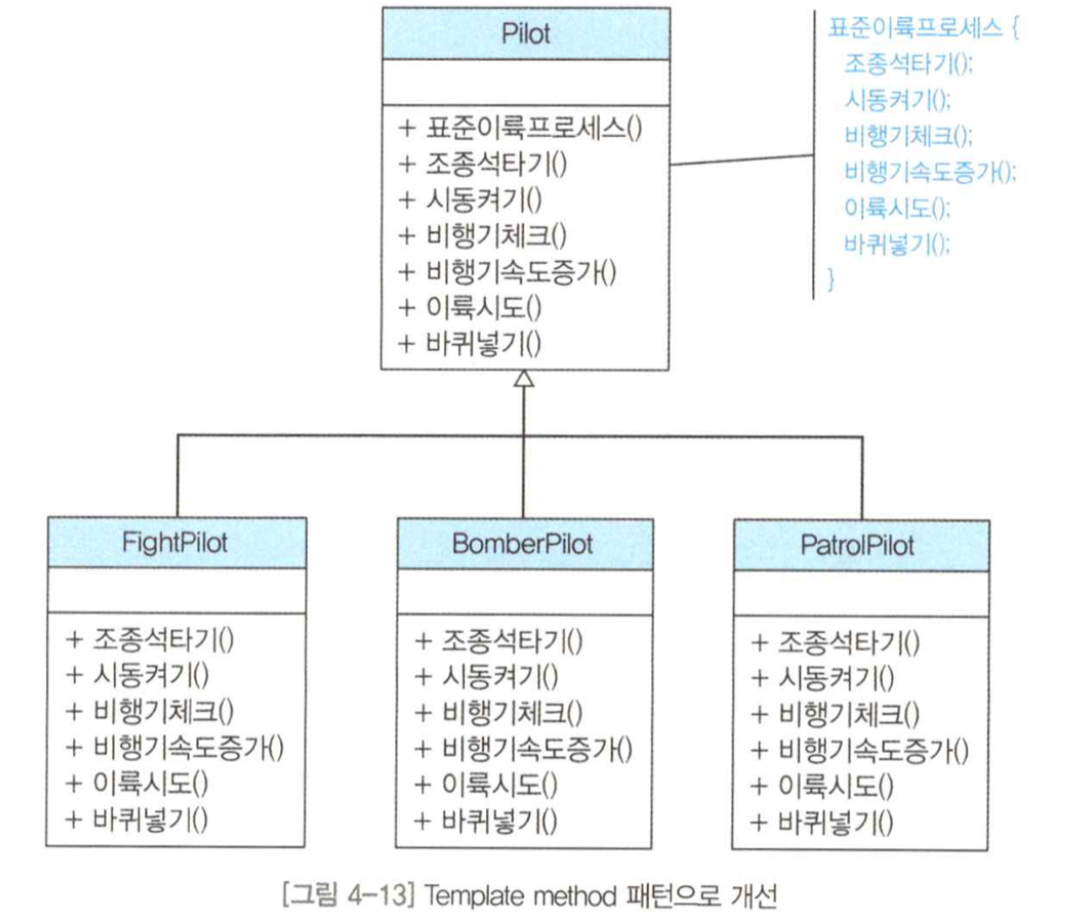 Pilot
+ 표준이륙프로세스()
+ 조종석타기()
+ 시동켜기()
+ 비행기체크()
+ 비행기속도증가()
+ 이륙시도()
+ 바퀴넣기()
표준이륙프로세스 {
조종석타기();
시동켜기();
비행기체크();
비행기속도증가();
이륙시도();
바퀴넣기();
}
FightPilot
+ 조종석타기()
+ 시동켜기()
+ 비행기체크()
+ 비행기속도증가()
+ 이륙시도()
+ 바퀴넣기()
BomberPilot
+ 조종석타기()
+ 시동켜기()
+ 비행기체크()
+ 비행기속도증가()
+ 이륙시도()
+ 바퀴넣기()
PatrolPilot
+ 조종석타기()
+ 시동켜기()
+ 비행기체크()
+ 비행기속도증가()
+ 이륙시도()
+ 바퀴넣기()
[그림 4-13] Template method 패턴으로 개선